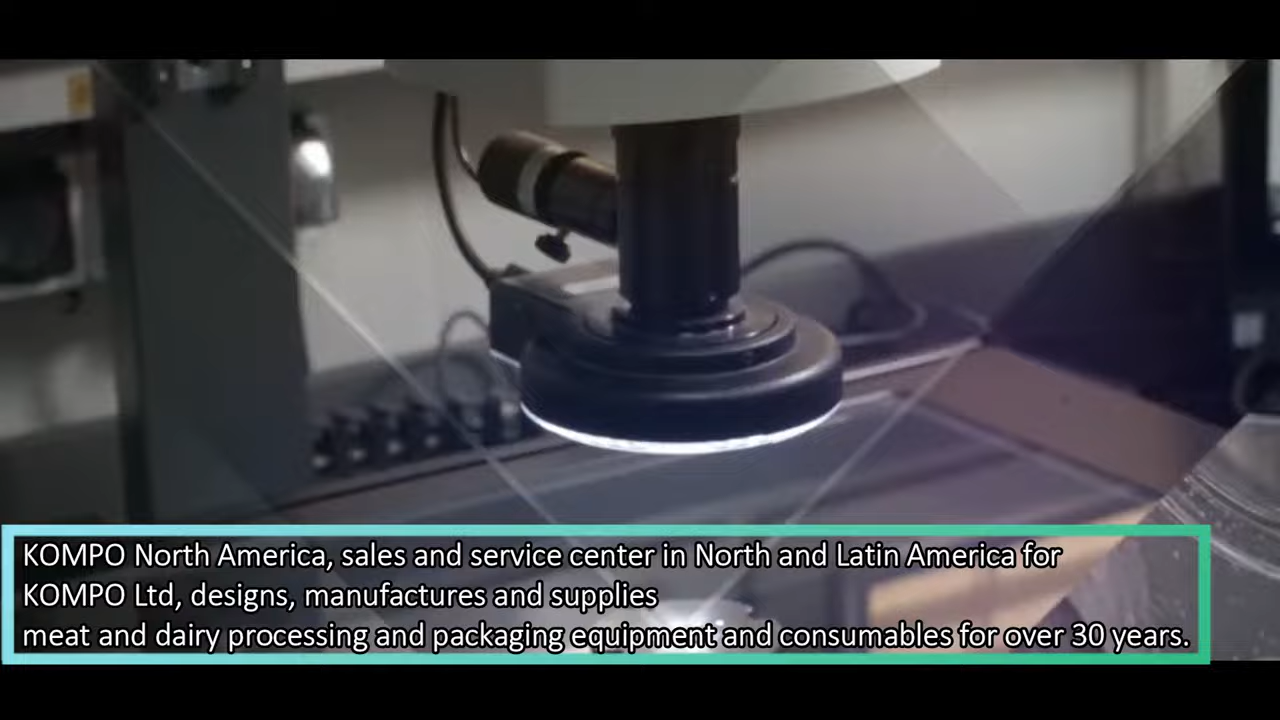 KOMPO North America, sales and service center in North and Latin America for
KOMPO Ltd, designs, manufactures and supplies
meat and dairy processing and packaging equipment and consumables for over 30 years.